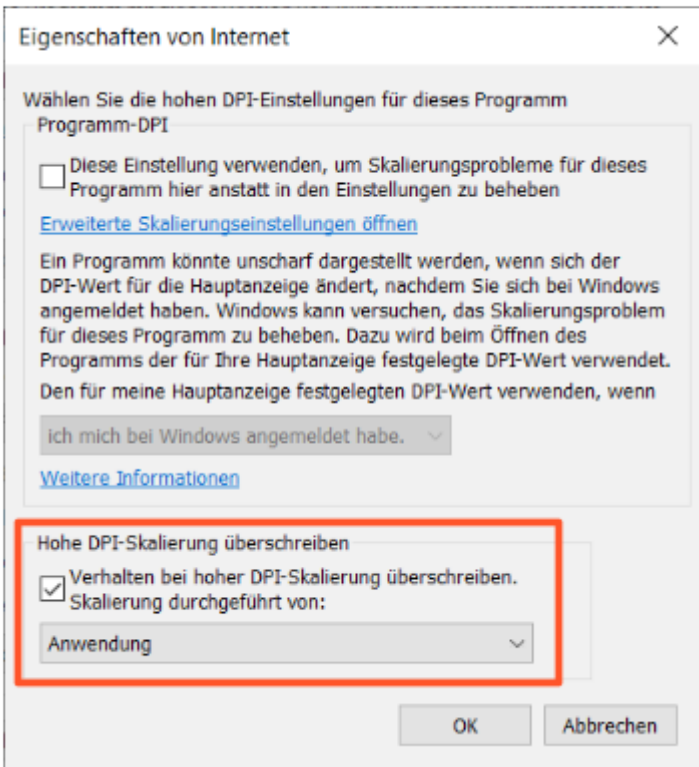 Eigenschaften von Internet
Wählen Sie die hohen DPI-Einstellungen für dieses Programm
Programm-DPI
Diese Einstellung verwenden, um Skalierungsprobleme für dieses
Programm hier anstatt in den Einstellungen zu beheben
Erweiterte Skalierungseinstellungen öffnen
Ein Programm könnte unscharf dargestellt werden, wenn sich der
DPI-Wert für die Hauptanzeige ändert, nachdem Sie sich bei Windows
angemeldet haben. Windows kann versuchen, das Skalierungsproblem
für dieses Programm zu beheben. Dazu wird beim Öffnen des
Programms der für Ihre Hauptanzeige festgelegte DPI-Wert verwendet.
Den für meine Hauptanzeige festgelegten DPI-Wert verwenden, wenn
ich mich bei Windows angemeldet habe.
Weitere Informationen
Hohe DPI-Skalierung überschreiben
Verhalten bei hoher DPI-Skalierung überschreiben.
Skalierung durchgeführt von:
Anwendung
OK
Abbrechen